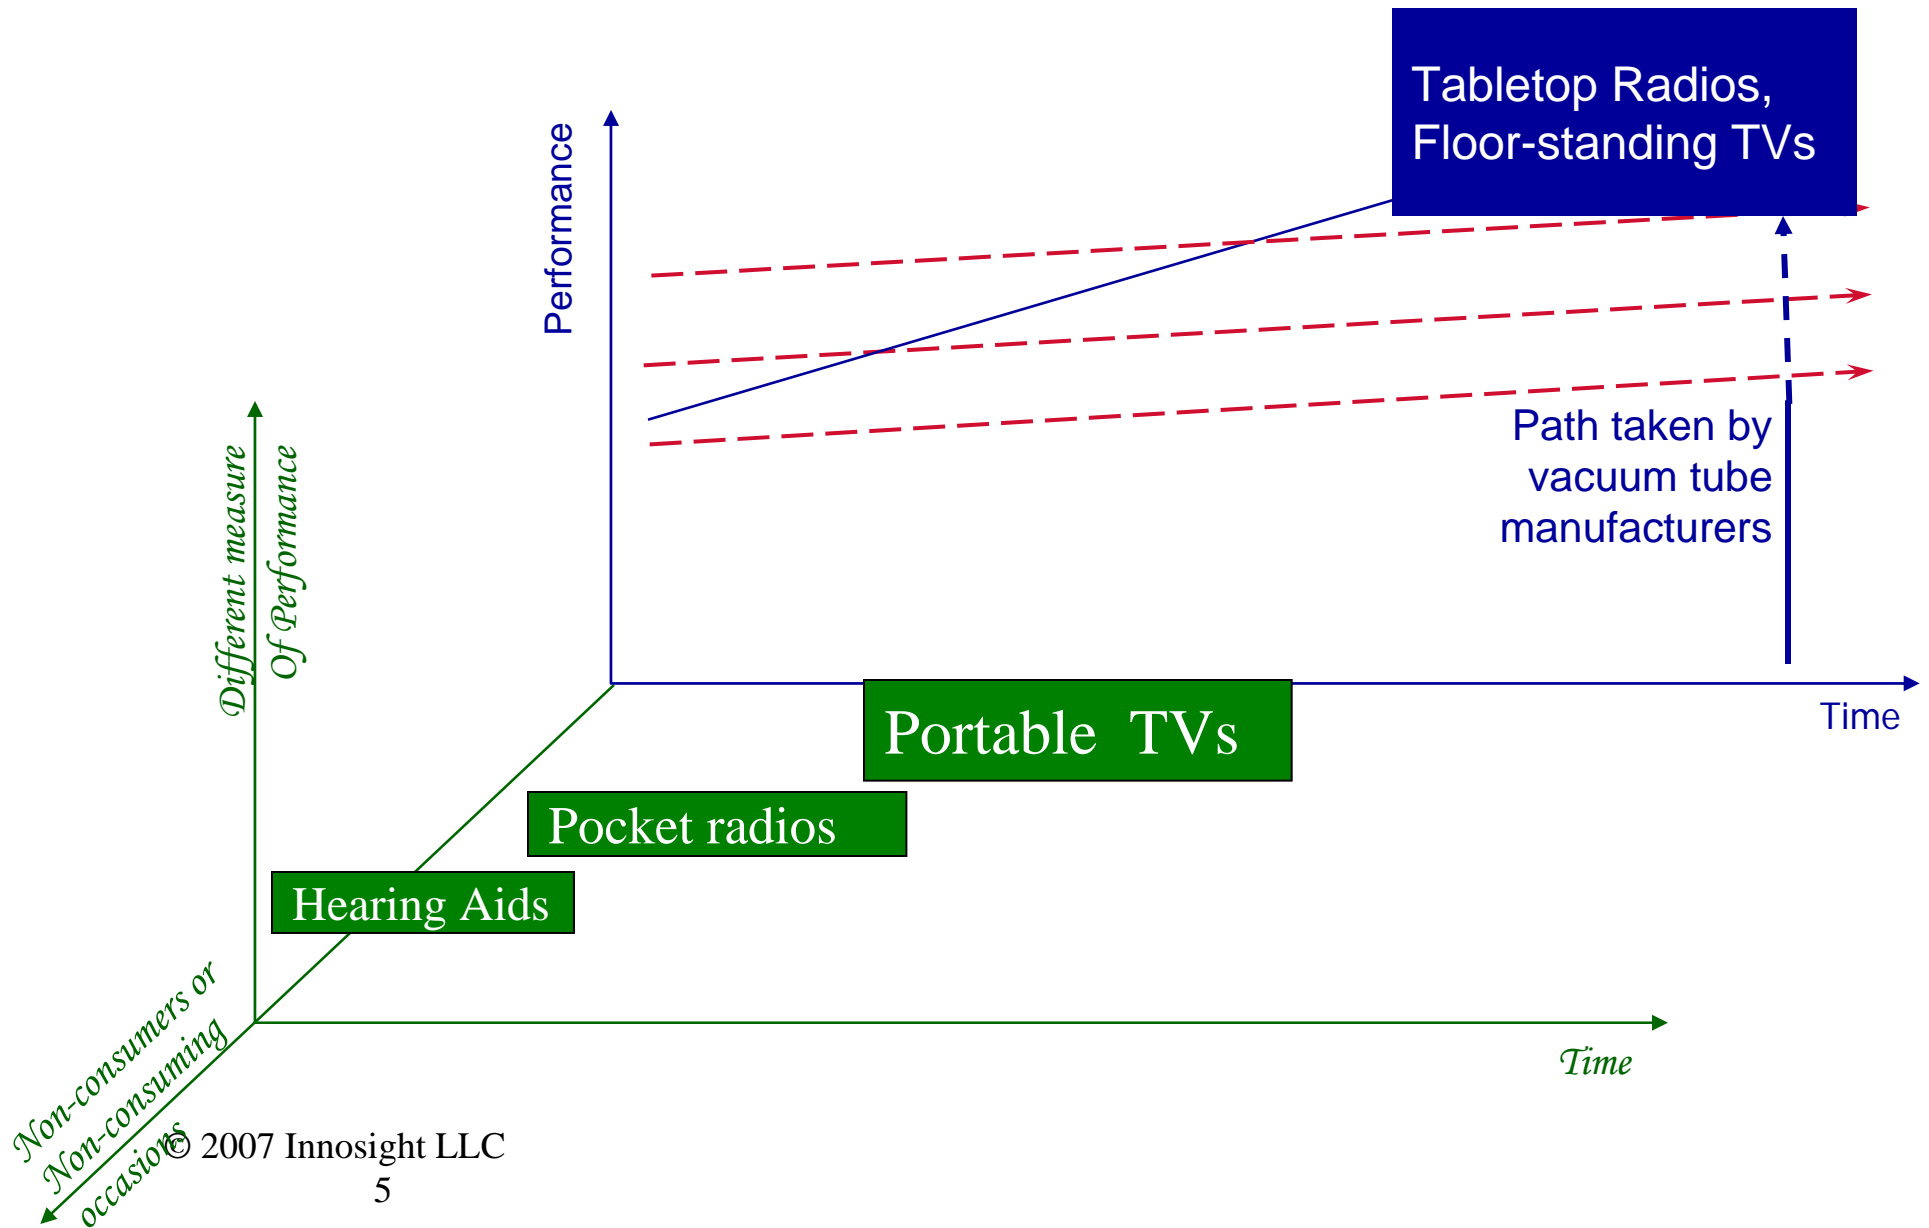 Tabletop Radios,
Floor-standing TVs
Performance
Path taken by
vacuum tube
manufacturers
Time
Different measure
Of Performance
Portable TVs
Pocket radios
Hearing Aids
Time
Non-consumers or
Non-consuming
occasions
© 2007 Innosight LLC
5